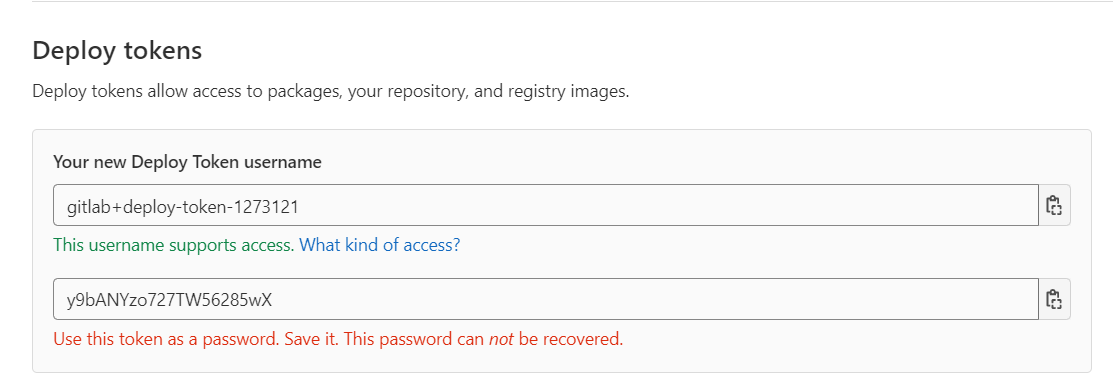 Deploy tokens
Deploy tokens allow access to packages, your repository, and registry images.
Your new Deploy Token username
gitlab+deploy-token-1273121
This username supports access. What kind of access?
y9bANYzo727TW56285wX
Use this token as a password. Save it. This password can not be recovered.